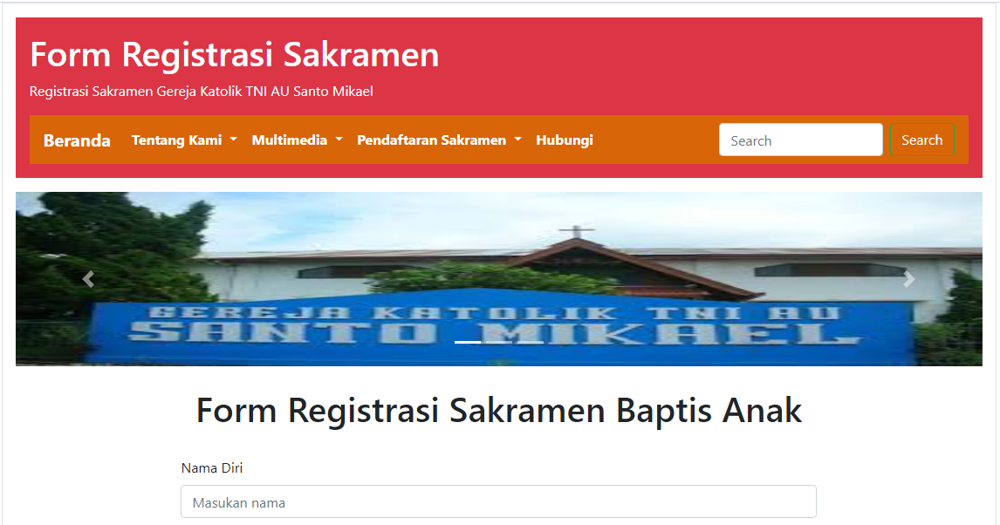 Form Registrasi Sakramen
Registrasi Sakramen Gereja Katolik TNI AU Santo Mikael
Beranda Tentang Kami Multimedia Pendaftaran Sakramen Hubungi Search Search
GEREJA KATOLIK TNI AU
SANTO MIKAEL
Form Registrasi Sakramen Baptis Anak
Nama Diri
Masukan nama